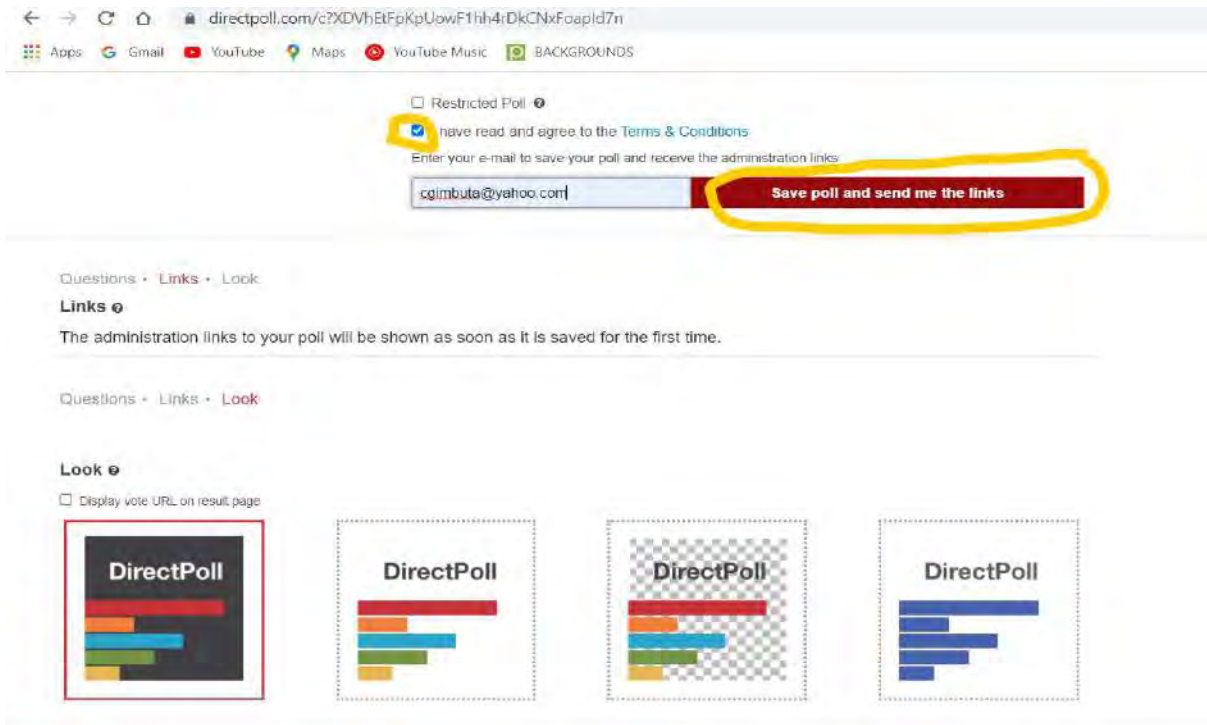 directpoll.com/c?XDVhEtFpKpUowF1hh4rDkCNxFoapId7n
Apps Gmail YouTube Maps YouTube Music BACKGROUNDS
Restricted Poll
have read and agree to the Terms & Conditions
Enter your e-mail to save your poll and receive the administration links
cgimbuta@yahoo.com Save poll and send me the links
Questions • Links • Look
Links
The administration links to your poll will be shown as soon as it is saved for the first time.
Questions • Links • Look
Look
Display vote URL on result page
DirectPoll DirectPoll DirectPoll DirectPoll